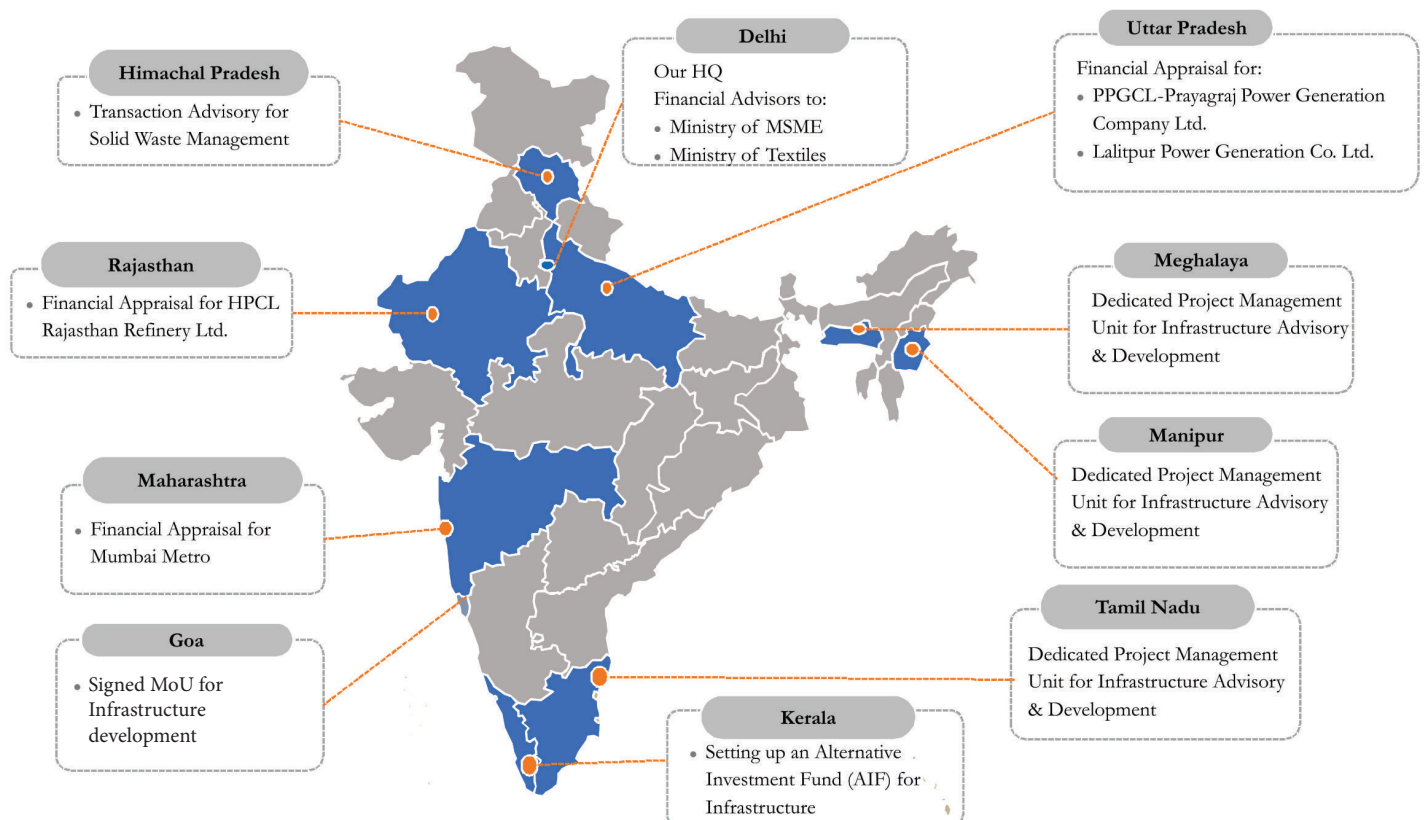 Himachal Pradesh
• Transaction Advisory for
Solid Waste Management
Delhi
Our HQ
Financial Advisors to:
• Ministry of MSME
• Ministry of Textiles
Uttar Pradesh
Financial Appraisal for:
• PPGCL-Prayagraj Power Generation
Company Ltd.
• Lalitpur Power Generation Co. Ltd.
Rajasthan
• Financial Appraisal for HPCL
Rajasthan Refinery Ltd.
Meghalaya
Dedicated Project Management
Unit for Infrastructure Advisory
& Development
Manipur
Dedicated Project Management
Unit for Infrastructure Advisory
& Development
Maharashtra
• Financial Appraisal for
Mumbai Metro
Goa
• Signed MoU for
Infrastructure
development
Tamil Nadu
Dedicated Project Management
Unit for Infrastructure Advisory
& Development
Kerala
• Setting up an Alternative
Investment Fund (AIF) for
Infrastructure